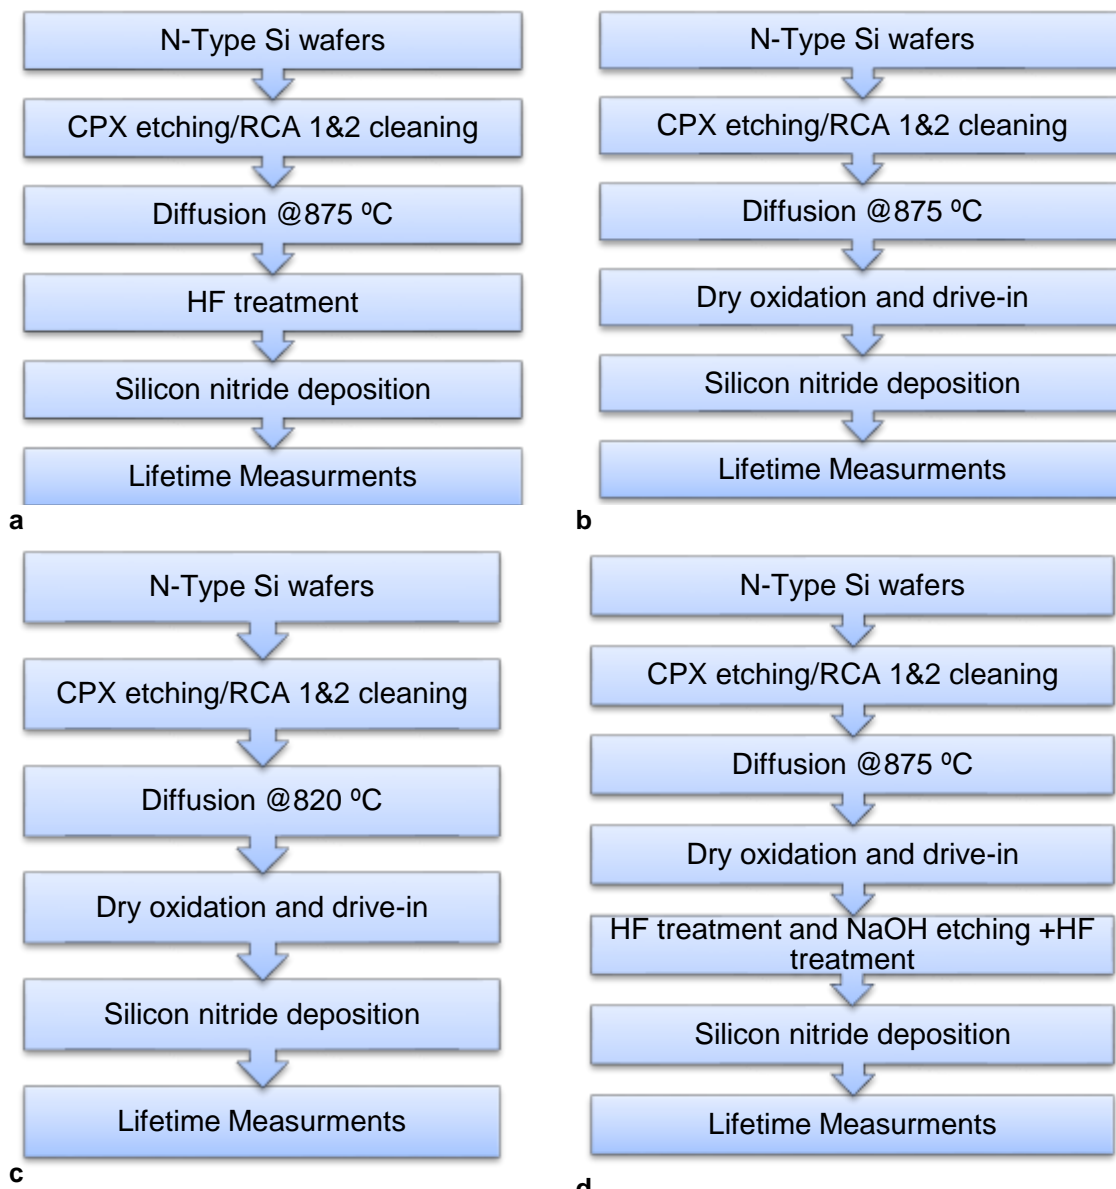 N-Type Si wafers
CPX etching/RCA 1&2 cleaning
Diffusion @875 ºC
HF treatment
Silicon nitride deposition
Lifetime Measurments
a
N-Type Si wafers
CPX etching/RCA 1&2 cleaning
Diffusion @875 ºC
Dry oxidation and drive-in
Silicon nitride deposition
Lifetime Measurments
b
N-Type Si wafers
CPX etching/RCA 1&2 cleaning
Diffusion @820 ºC
Dry oxidation and drive-in
Silicon nitride deposition
Lifetime Measurments
c
N-Type Si wafers
CPX etching/RCA 1&2 cleaning
Diffusion @875 ºC
Dry oxidation and drive-in
HF treatment and NaOH etching +HF
treatment
Silicon nitride deposition
Lifetime Measurments
d